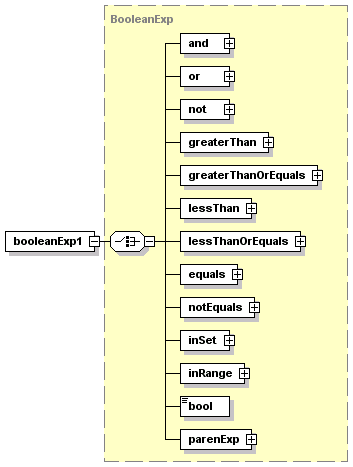 BooleanExp
and
or
not
greaterThan
greaterThanOrEquals
lessThan
booleanExp1
lessThanOrEquals
equals
notEquals
inSet
inRange
bool
parenExp